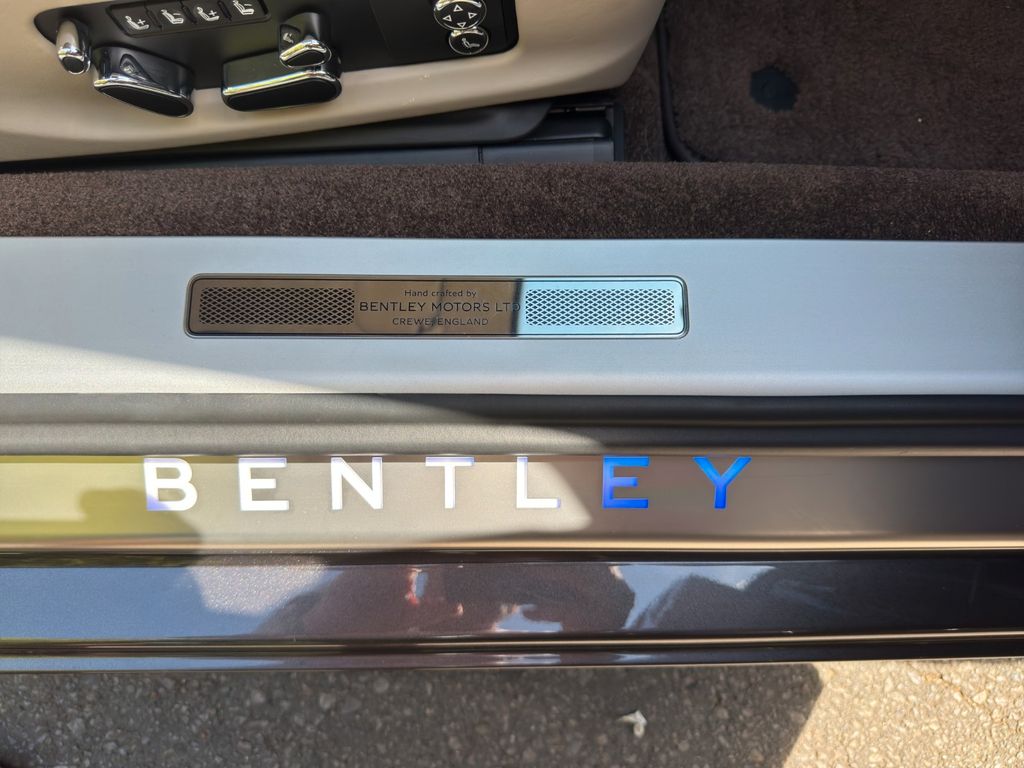 Hand crafted by
BENTLEY MOTORS LTD
CREWE, ENGLAND
BENTLEY